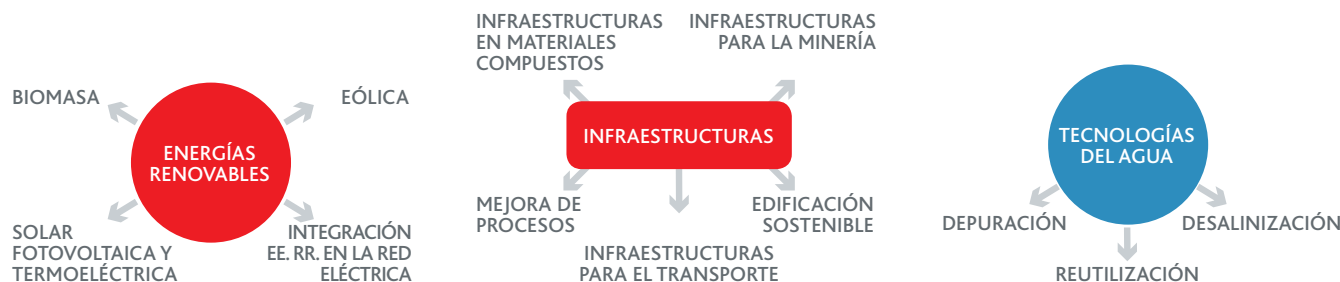 BIOMASA
EÓLICA
ENERGÍAS
RENOVABLES
SOLAR
FOTOVOLTAICA Y
TERMOELÉCTRICA
INTEGRACIÓN
EE. RR. EN LA RED
ELÉCTRICA
INFRAESTRUCTURAS
EN MATERIALES
COMPUESTOS
INFRAESTRUCTURAS
PARA LA MINERÍA
INFRAESTRUCTURAS
MEJORA DE
PROCESOS
EDIFICACIÓN
SOSTENIBLE
INFRAESTRUCTURAS
PARA EL TRANSPORTE
TECNOLOGÍAS
DEL AGUA
DEPURACIÓN
DESALINIZACIÓN
REUTILIZACIÓN